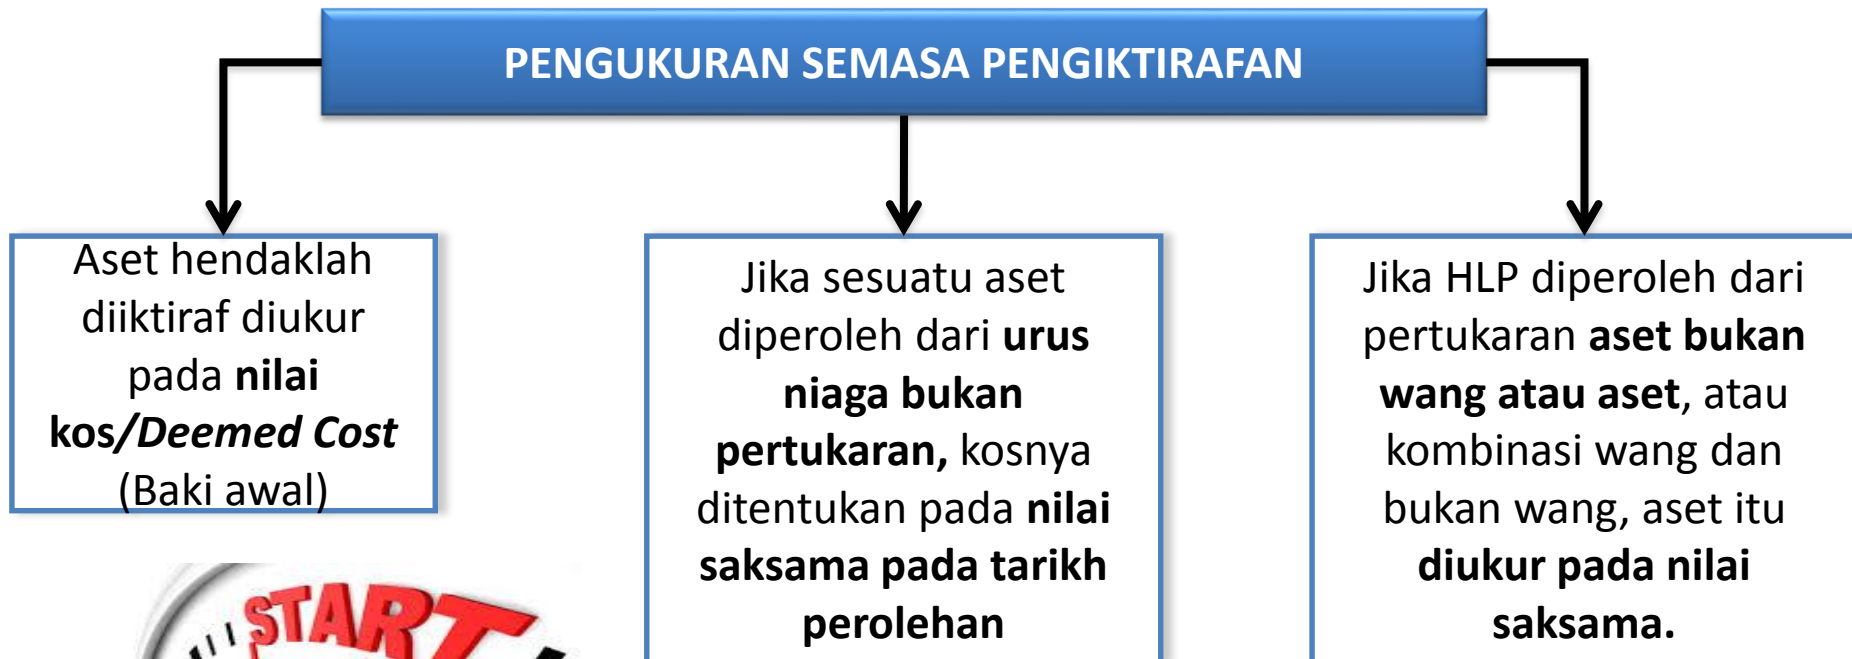 PENGUKURAN SEMASA PENGIKTIRAFAN
Aset hendaklah
diiktiraf diukur
pada nilai
kos/Deemed Cost
(Baki awal)
Jika sesuatu aset
diperoleh dari urus
niaga bukan
pertukaran, kosnya
ditentukan pada nilai
saksama pada tarikh
perolehan
Jika HLP diperoleh dari
pertukaran aset bukan
wang atau aset, atau
kombinasi wang dan
bukan wang, aset itu
diukur pada nilai
saksama.
START